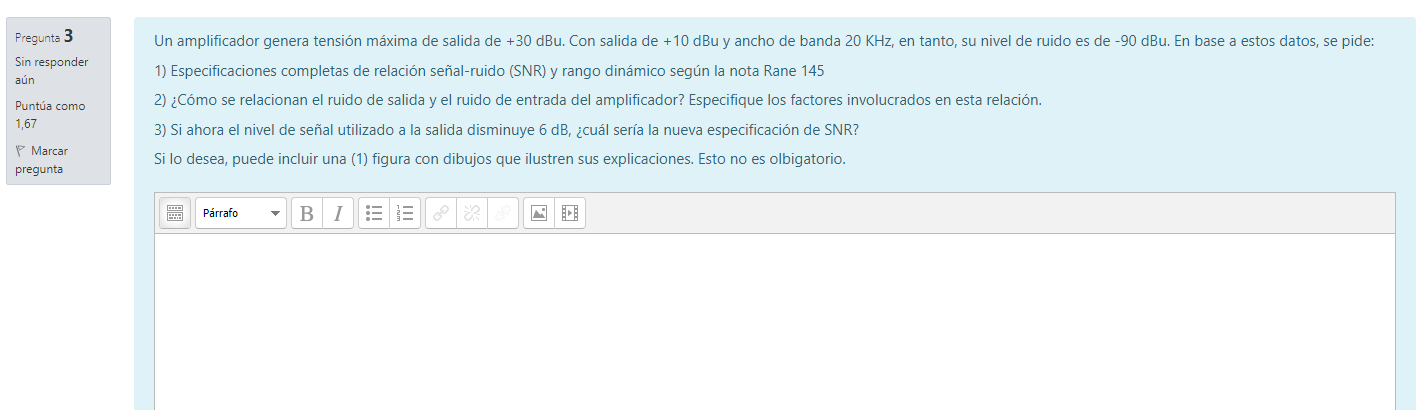 Pregunta 3
Sin responder
aún
Puntúa como
1,67
Marcar
pregunta
Un amplificador genera tensión máxima de salida de +30 dBu. Con salida de +10 dBu y ancho de banda 20 KHz, en tanto, su nivel de ruido es de -90 dBu. En base a estos datos, se pide:
1) Especificaciones completas de relación señal-ruido (SNR) y rango dinámico según la nota Rane 145
2) ¿Cómo se relacionan el ruido de salida y el ruido de entrada del amplificador? Especifique los factores involucrados en esta relación.
3) Si ahora el nivel de señal utilizado a la salida disminuye 6 dB, ¿cuál sería la nueva especificación de SNR?
Si lo desea, puede incluir una (1) figura con dibujos que ilustren sus explicaciones. Esto no es olbigatorio.
Párrafo B I